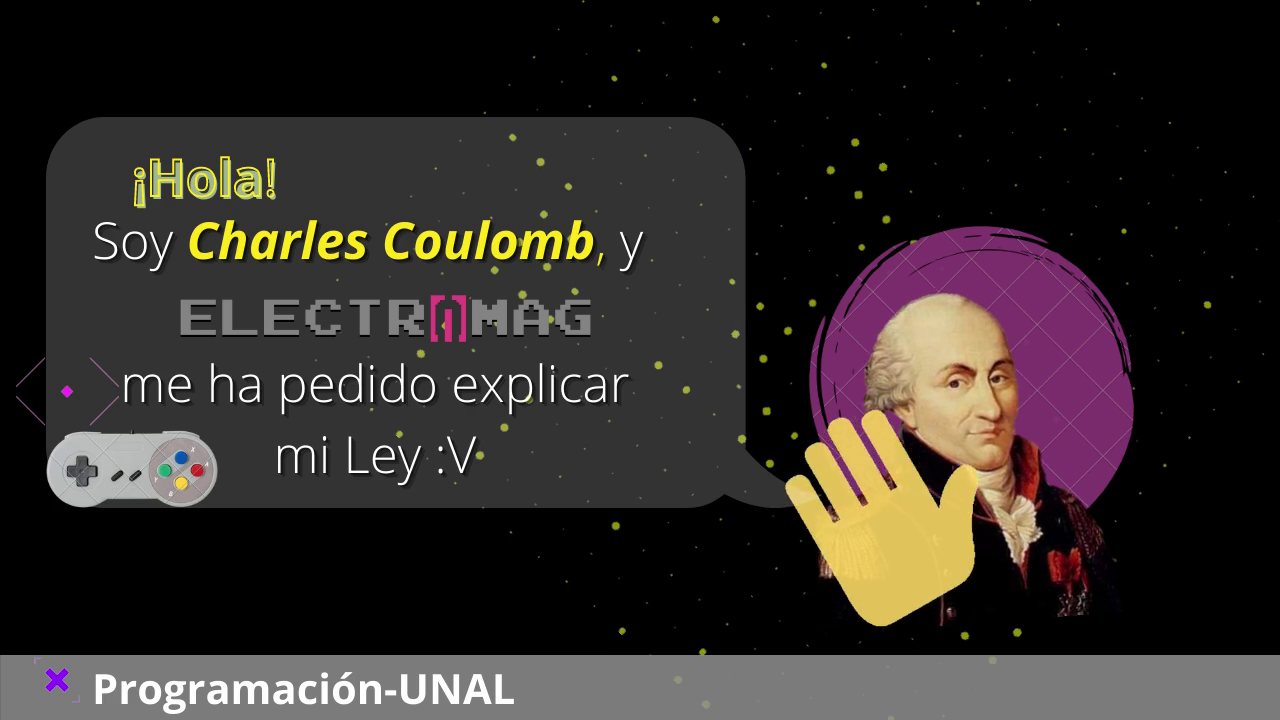 ¡Hola!
Soy Charles Coulomb, y
ELECTR[¡]MAG
me ha pedido explicar
mi Ley :V
Programación-UNAL